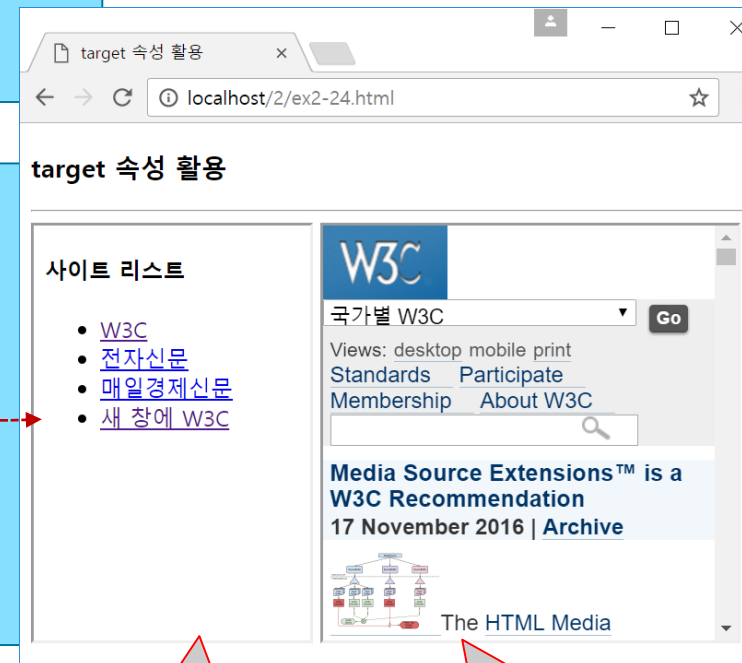 target 속성 활용
localhost/2/ex2-24.html
target 속성 활용
사이트 리스트
W3C
전자신문
매일경제신문
새 창에 W3C
W3C
국가별 W3C
Go
Views: desktop mobile print
Standards Participate
Membership About W3C
Media Source Extensions™ is a
W3C Recommendation
17 November 2016 | Archive
The HTML Media